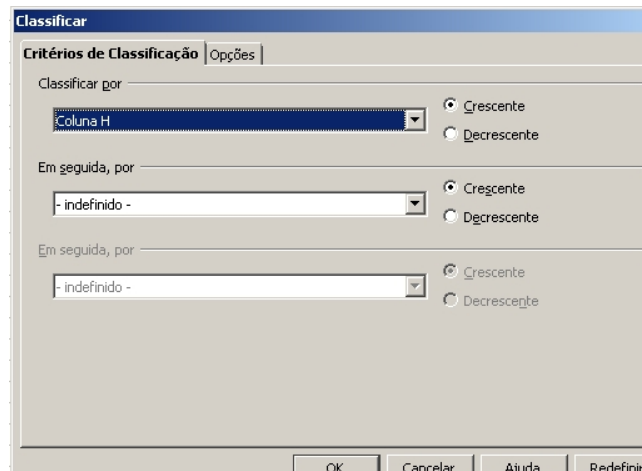 Classificar
Critérios de Classificação Opções
Classificar por
Coluna H
Crescente
Decrescente
Em seguida, por
- indefinido -
Crescente
Decrescente
Em seguida, por
- indefinido -
Crescente
Decrescente
OK Cancelar Ajuda Redefinir